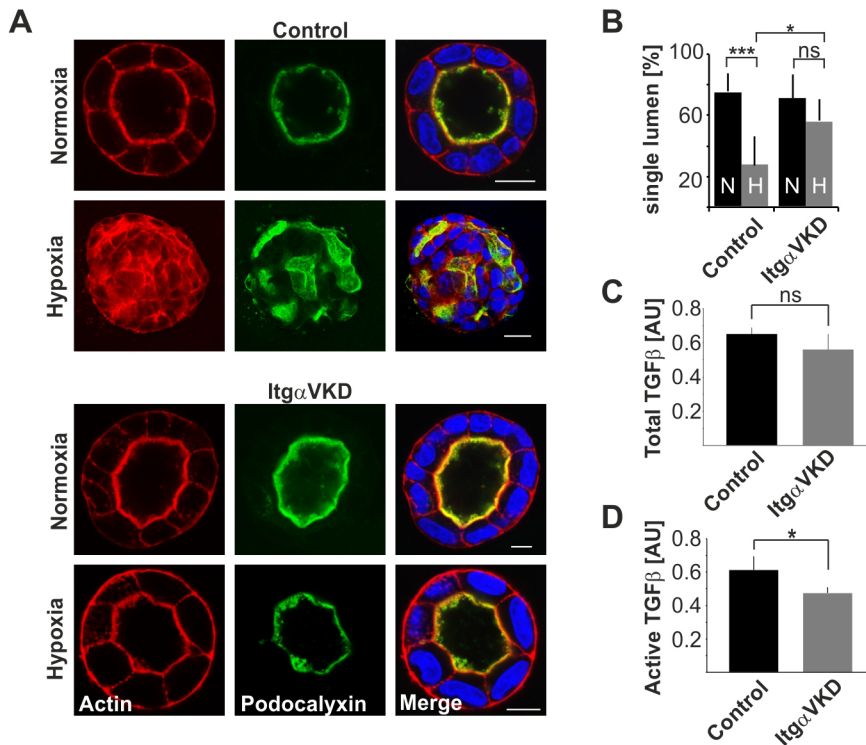 A
Control
Normoxia
Hypoxia
ItgαVKD
Normoxia
Hypoxia
Actin
Podocalyxin
Merge
B
single lumen [%]
100
60
20
***
*
ns
N
H
N
H
Control
ItgαVKD
C
Total TGFβ [AU]
0.8
0.6
0.4
0.2
ns
Control
ItgαVKD
D
Active TGFβ [AU]
0.8
0.6
0.4
0.2
*
Control
ItgαVKD